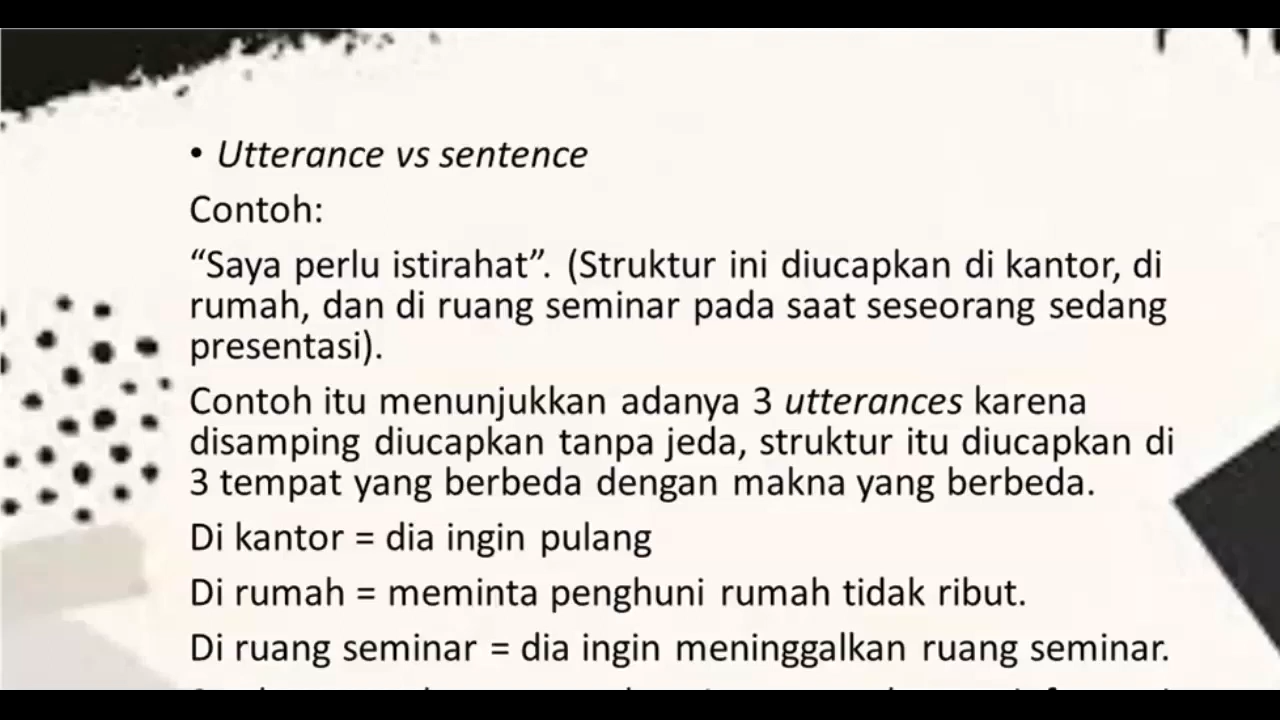 • Utterance vs sentence
Contoh:
“Saya perlu istirahat”. (Struktur ini diucapkan di kantor, di
rumah, dan di ruang seminar pada saat seseorang sedang
presentasi).
Contoh itu menunjukkan adanya 3 utterances karena
disamping diucapkan tanpa jeda, struktur itu diucapkan di
3 tempat yang berbeda dengan makna yang berbeda.
Di kantor = dia ingin pulang
Di rumah = meminta penghuni rumah tidak ribut.
Di ruang seminar = dia ingin meninggalkan ruang seminar.